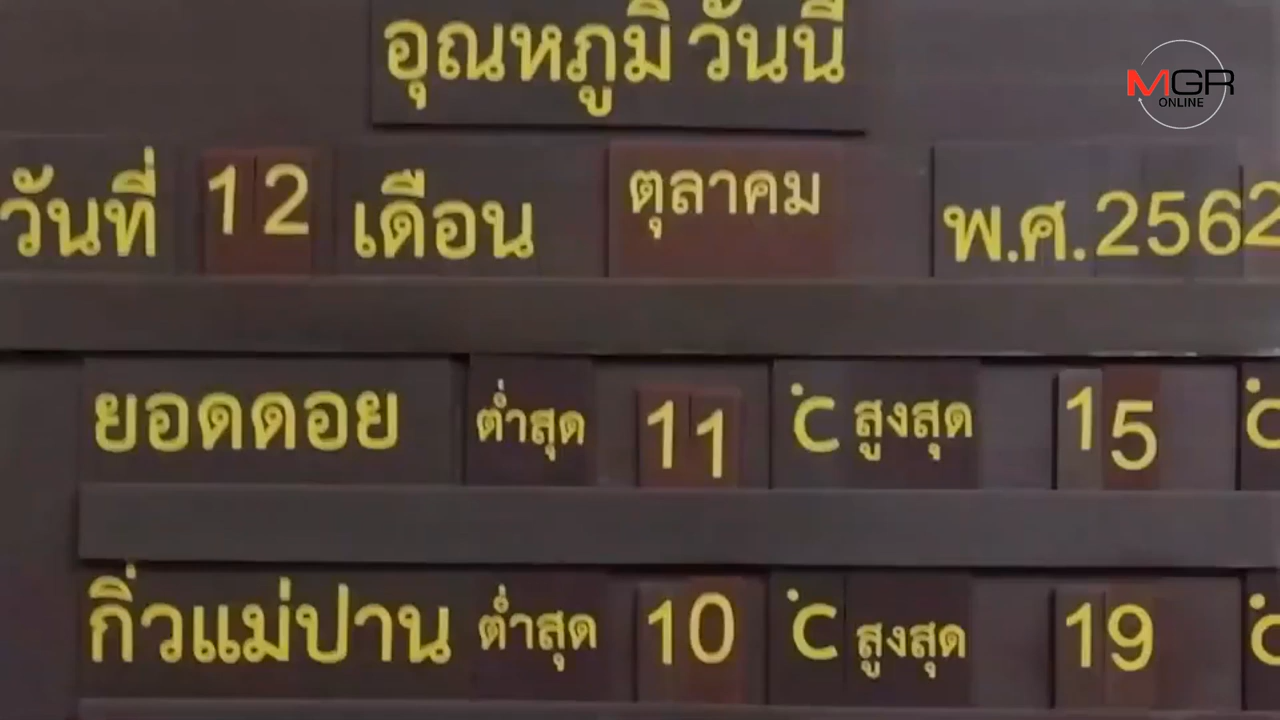 อุณหภูมิ วันนี้
MGR
ONLINE
วันที่ 12 เดือน ตุลาคม พ.ศ. 2562
ยอดดอย ต่ำสุด 11 °C สูงสุด 15 °C
กิ่วแม่ปาน ต่ำสุด 10 °C สูงสุด 19 °C